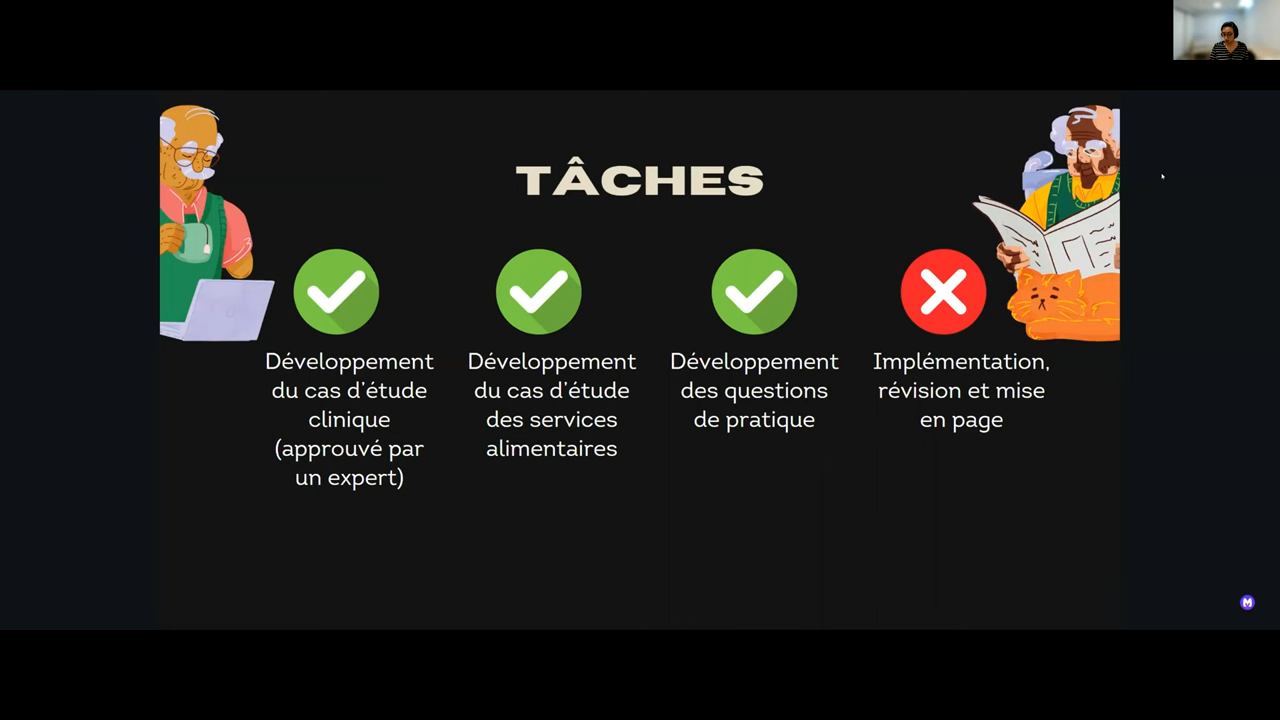 TÂCHES
Développement
du cas d'étude
clinique
(approuvé par
un expert)
Développement
du cas d'étude
des services
alimentaires
Développement
des questions
de pratique
Implémentation,
révision et mise
en page